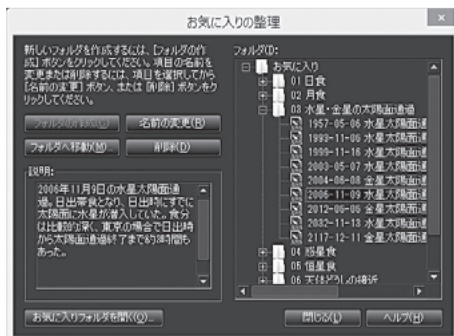 お気に入りの整理
新しいフォルダを作成するには、[フォルダの作
成] ボタンをクリックしてください。項目の名前を
変更または削除するには、項目を選択してから
[名前の変更] ボタン、または [削除] ボタンをク
リックしてください。
フォルダの作成(C)
名前の変更(R)
フォルダへ移動(M)...
削除(D)
説明:
2006年11月9日の水星太陽面通
過。日出帯食となり、日出時にすでに
太陽面に水星が潜入していた。食分
は比較的深く、東京の場合で日出時
から太陽面通過終了まで約3時間も
あった。
お気に入りフォルダを開く(O)...
フォルダ(D):
お気に入り
01 日食
02 月食
03 水星・金星の太陽面通過
1957-05-06 水星太陽面通
1993-11-06 水星太陽面通
1999-11-16 水星太陽面通
2003-05-07 水星太陽面通
2004-06-08 金星太陽面通
2006-11-09 水星太陽面通
2012-06-06 金星太陽面通
2032-11-13 水星太陽面通
2117-12-11 金星太陽面通
04 惑星食
05 恒星食
06 天体どうしの接近
閉じる(L)
ヘルプ(H)